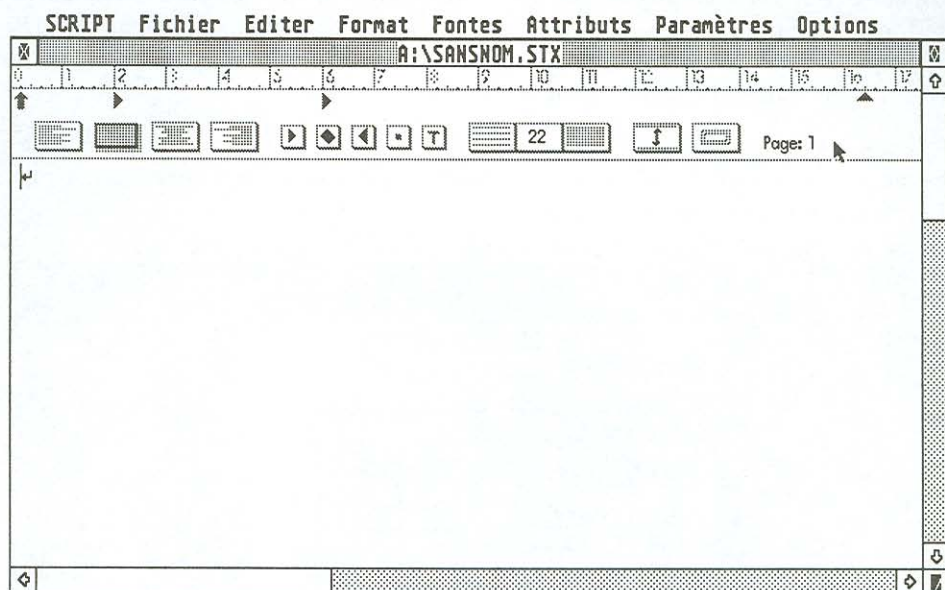 SCRIPT Fichier Editer Format Fontes Attributs Paramètres Options
A:\SANSNOM.STX
0 1 2 3 4 5 6 7 8 9 10 11 12 13 14 15 16 17
T 22 Page: 1